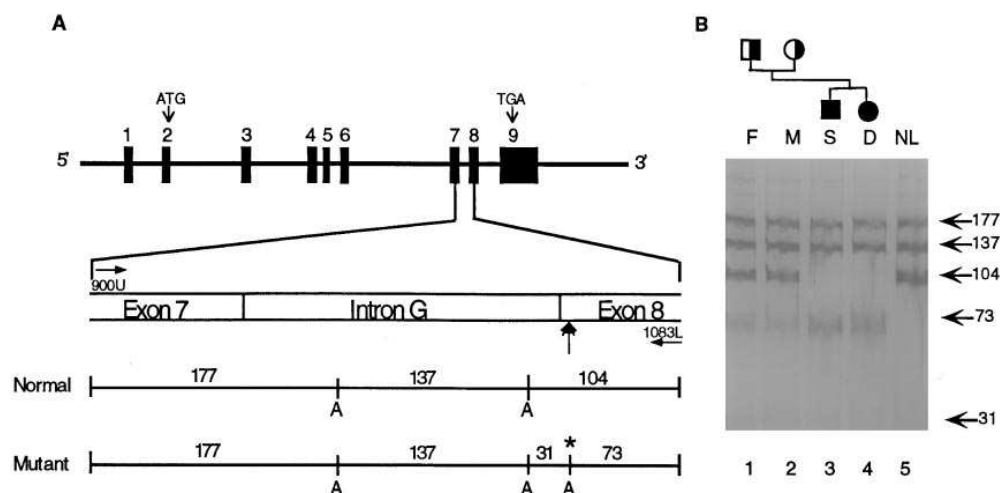 A
ATG
TGA
1 2 3 4 5 6 7 8 9
5' 3'
900U
Exon 7 Intron G Exon 8
1083L
Normal 177 137 104
A A
*
Mutant 177 137 31 73
A A A
B
F M S D NL
177
137
104
73
31
1 2 3 4 5